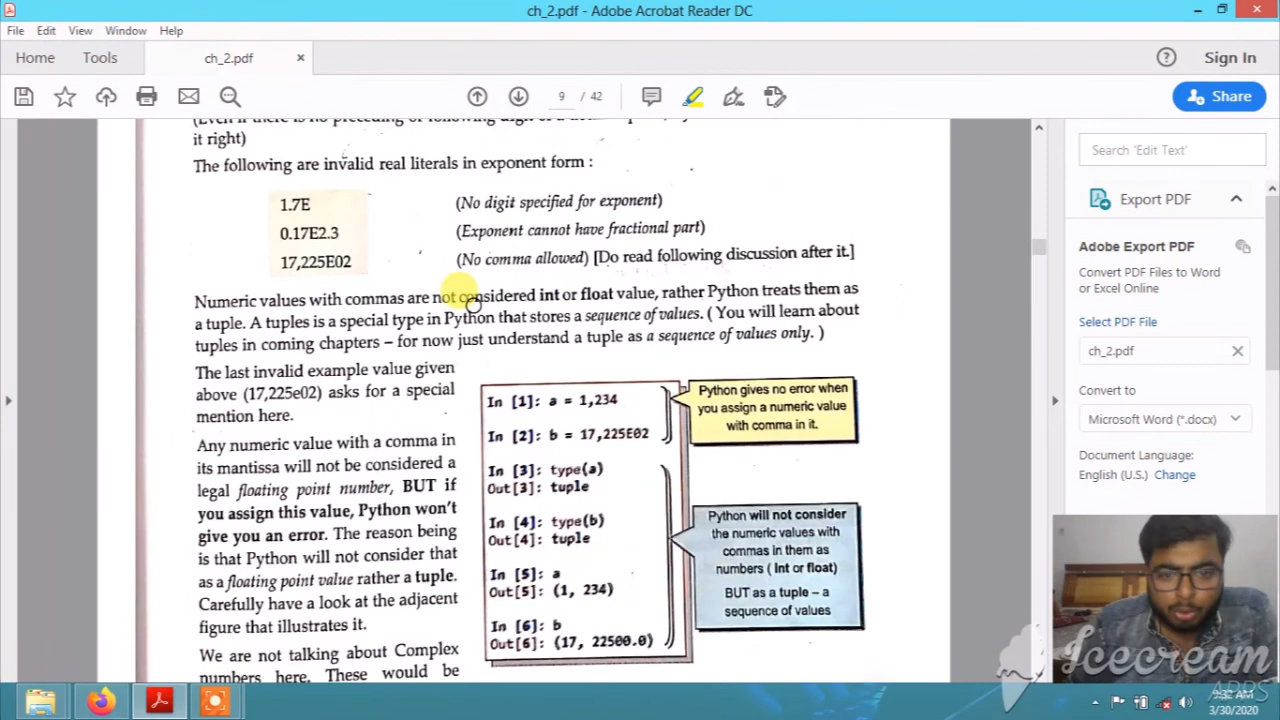 ch_2.pdf - Adobe Acrobat Reader DC
File Edit View Window Help
Home Tools ch_2.pdf × Sign In
9 / 42 Share
it right)
The following are invalid real literals in exponent form :
1.7E (No digit specified for exponent)
0.17E2.3 (Exponent cannot have fractional part)
17,225E02 (No comma allowed) [Do read following discussion after it.]
Numeric values with commas are not considered int or float value, rather Python treats them as
a tuple. A tuples is a special type in Python that stores a sequence of values. ( You will learn about
tuples in coming chapters – for now just understand a tuple as a sequence of values only. )
The last invalid example value given
above (17,225e02) asks for a special
mention here.
Any numeric value with a comma in
its mantissa will not be considered a
legal floating point number, BUT if
you assign this value, Python won't
give you an error. The reason being
is that Python will not consider that
as a floating point value rather a tuple.
Carefully have a look at the adjacent
figure that illustrates it.
We are not talking about Complex
numbers here. These would be
In [1]: a = 1,234
In [2]: b = 17,225E02
In [3]: type(a)
Out[3]: tuple
In [4]: type(b)
Out[4]: tuple
In [5]: a
Out[5]: (1, 234)
In [6]: b
Out[6]: (17, 22500.0)
Python gives no error when
you assign a numeric value
with comma in it.
Python will not consider
the numeric values with
commas in them as
numbers ( Int or float)
BUT as a tuple – a
sequence of values
Search 'Edit Text'
Export PDF
Adobe Export PDF
Convert PDF Files to Word
or Excel Online
Select PDF File
ch_2.pdf
Convert to
Microsoft Word (*.docx)
Document Language:
English (U.S.) Change
Icecream
APPS
9:32 AM
3/30/2020